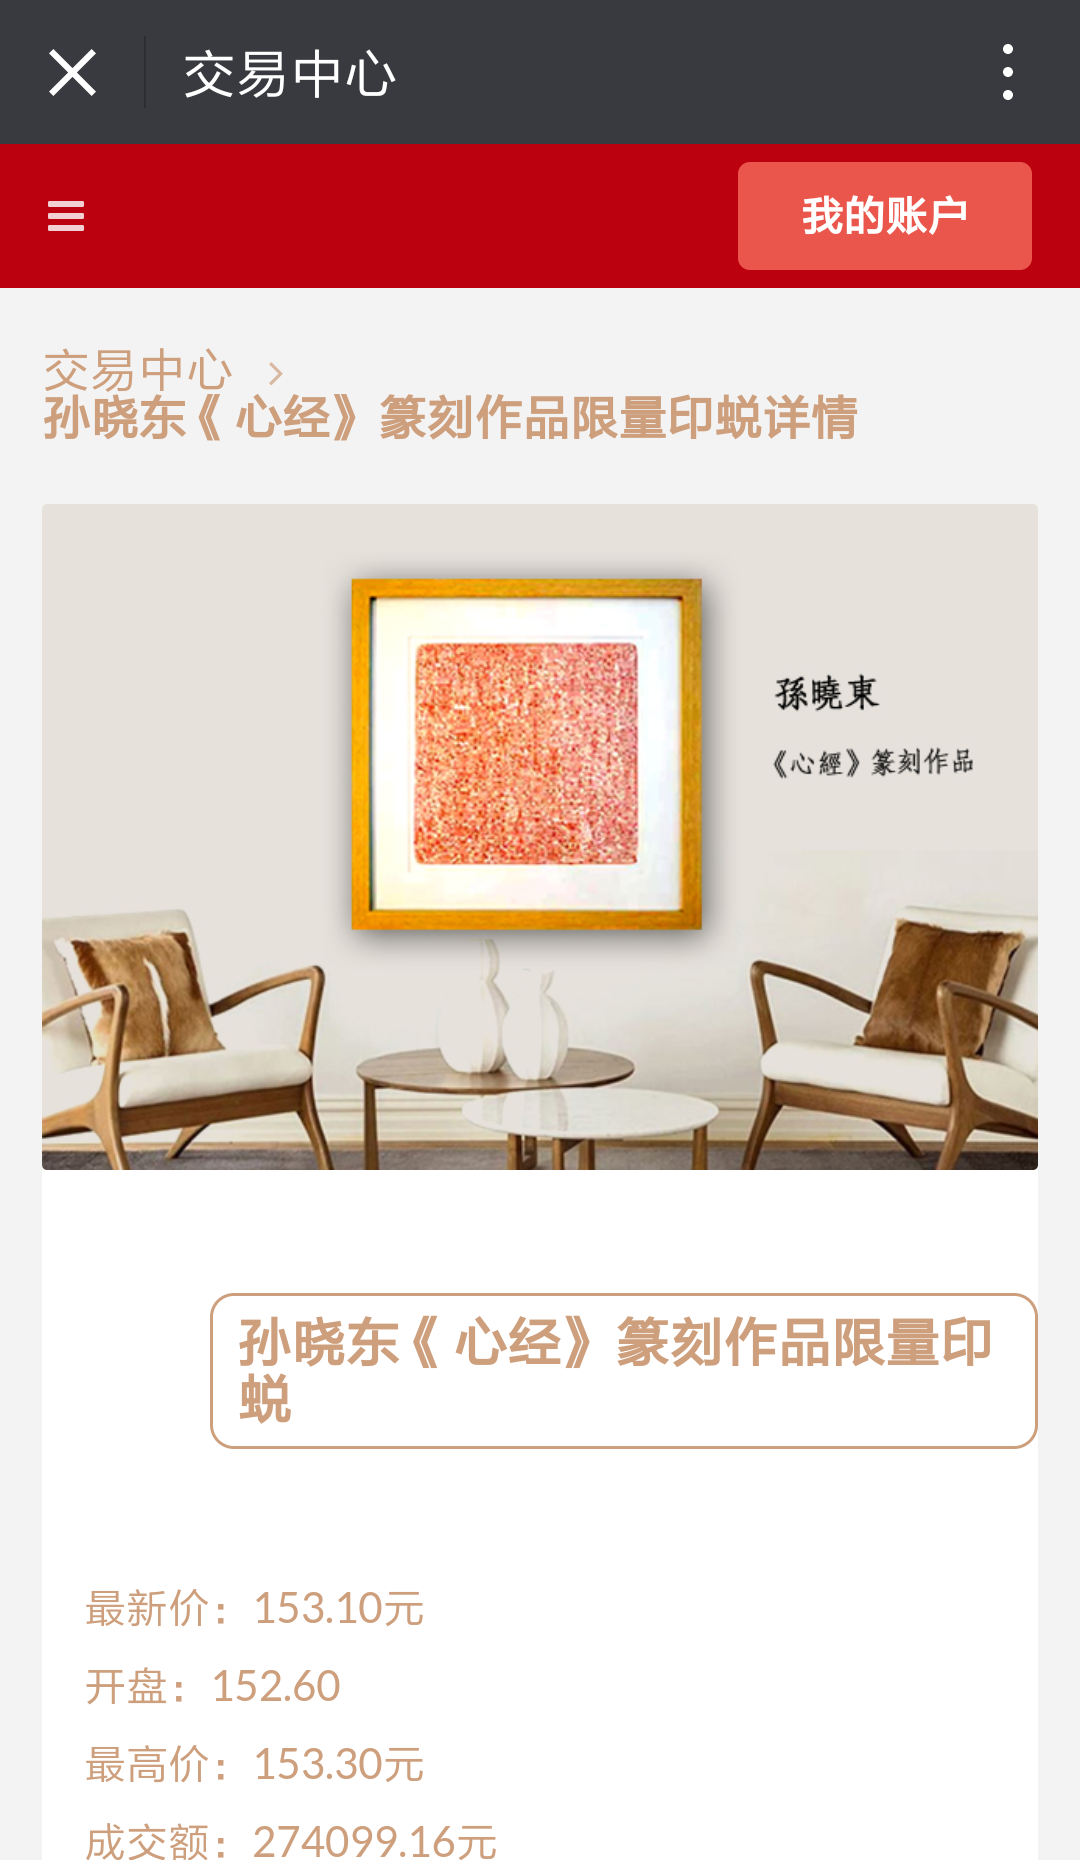 交易中心
我的账户
交易中心
孙晓东《心经》篆刻作品限量印蜕详情
孫曉東
《心經》篆刻作品
孙晓东《心经》篆刻作品限量印
蜕
最新价：153.10元
开盘：152.60
最高价：153.30元
成交额：274099.16元